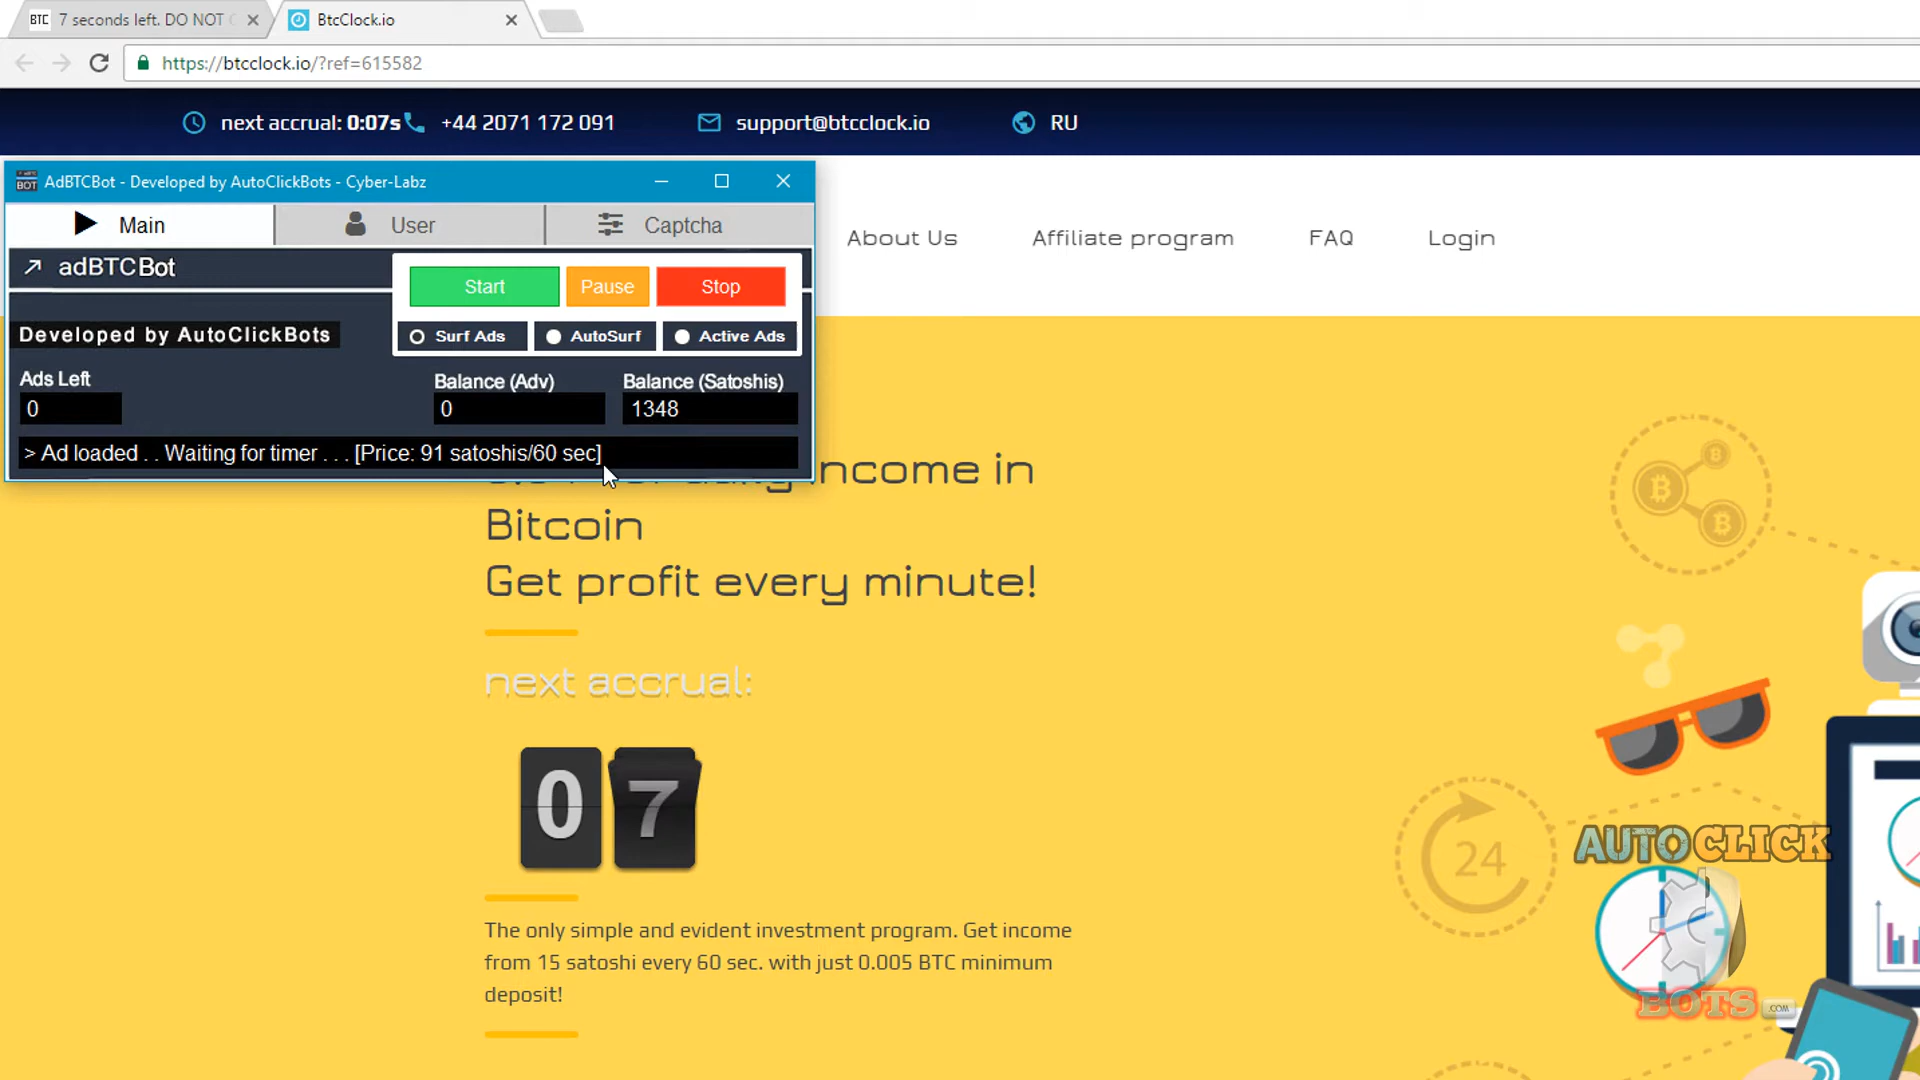 BTC 7 seconds left. DO NOT
BtcClock.io
https://btcclock.io/?ref=615582
next accrual: 0:07s
+44 2071 172 091
support@btcclock.io
RU
AdBTCBot - Developed by AutoClickBots - Cyber-Labz
BOT
Main
User
Captcha
About Us
Affiliate program
FAQ
Login
adBTCBot
Start
Pause
Stop
Developed by AutoClickBots
Surf Ads
AutoSurf
Active Ads
Ads Left
Balance (Adv)
Balance (Satoshis)
0
0
1348
> Ad loaded . . Waiting for timer . . . [Price: 91 satoshis/60 sec]
income in
Bitcoin
Get profit every minute!
next accrual:
07
24
AUTOCLICK
BOTS
.COM
The only simple and evident investment program. Get income
from 15 satoshi every 60 sec. with just 0.005 BTC minimum
deposit!